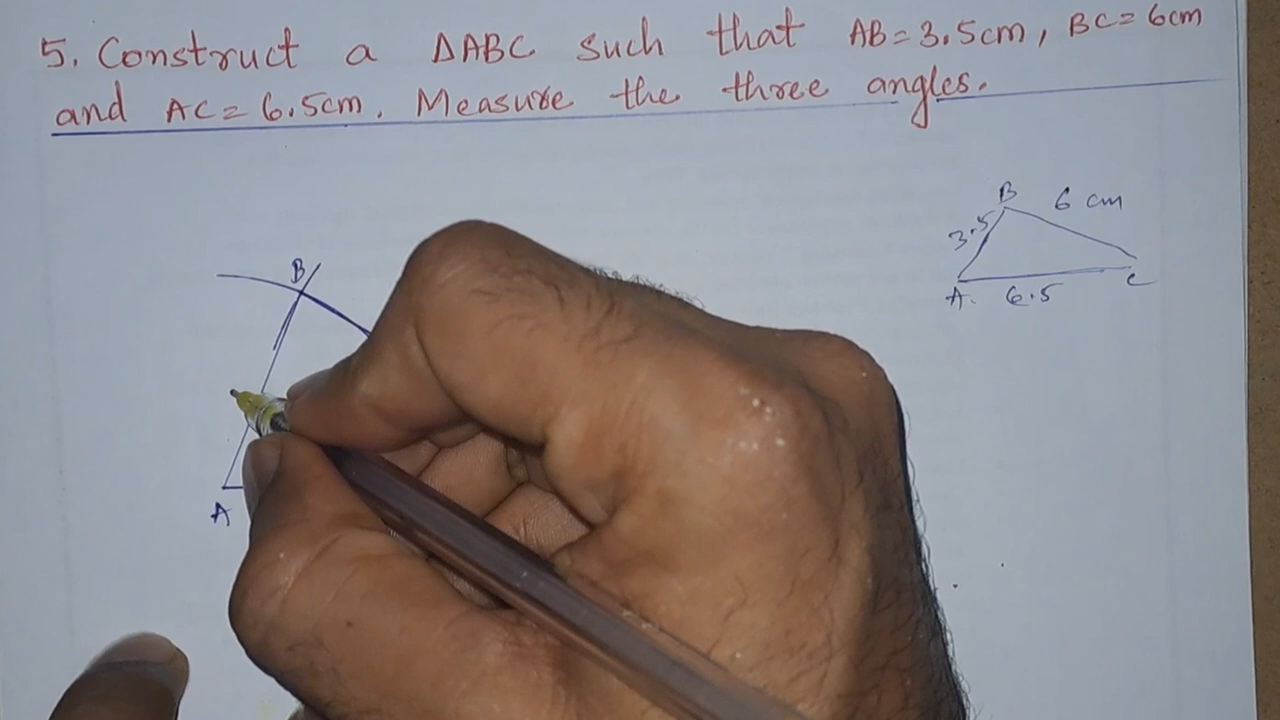 5. Construct a ΔABC such that AB=3.5cm, BC=6cm
and AC=6.5cm. Measure the three angles.
B 6 cm
3.5
A. 6.5 C
B
A